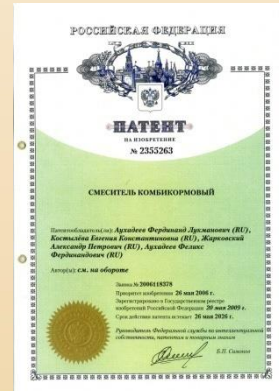 РОССИЙСКАЯ ФЕДЕРАЦИЯ
ПАТЕНТ
НА ИЗОБРЕТЕНИЕ
№ 2355263
СМЕСИТЕЛЬ КОМБИКОРМОВЫЙ
Патентообладатель(ли): Аухадеев Фердинанд Лукманович (RU),
Костылёва Евгения Константиновна (RU), Жирковский
Александр Петрович (RU), Аухадеев Феликс
Фердинандович (RU)
Автор(ы): см. на обороте
Заявка № 2006118378
Приоритет изобретения 26 мая 2006 г.
Зарегистрировано в Государственном реестре
изобретений Российской Федерации 20 мая 2009 г.
Срок действия патента истекает 26 мая 2026 г.
Руководитель Федеральной службы по интеллектуальной
собственности, патентам и товарным знакам
Б.П. Симонов